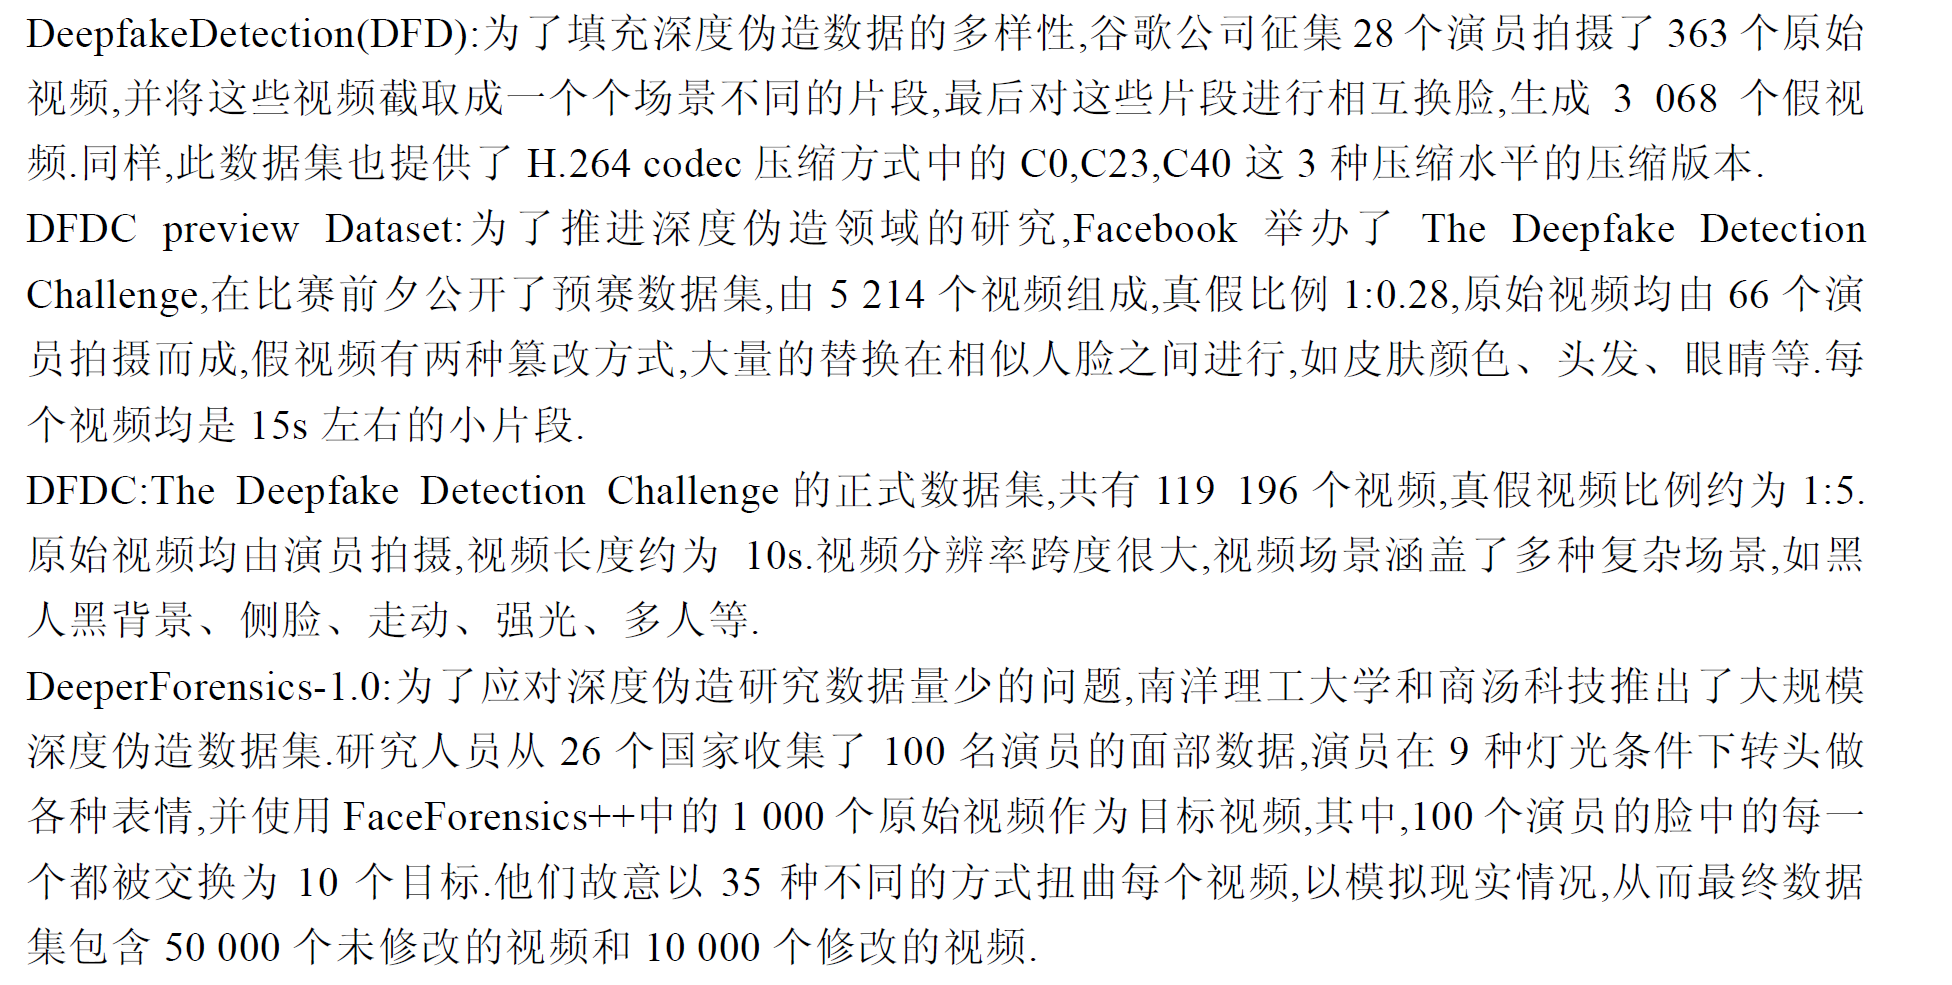 DeepfakeDetection(DFD):为了填充深度伪造数据的多样性,谷歌公司征集 28 个演员拍摄了 363 个原始
视频,并将这些视频截取成一个个场景不同的片段,最后对这些片段进行相互换脸,生成 3 068 个假视
频.同样,此数据集也提供了 H.264 codec 压缩方式中的 C0,C23,C40 这 3 种压缩水平的压缩版本.
DFDC preview Dataset:为了推进深度伪造领域的研究,Facebook 举办了 The Deepfake Detection
Challenge,在比赛前夕公开了预赛数据集,由 5 214 个视频组成,真假比例 1:0.28,原始视频均由 66 个演
员拍摄而成,假视频有两种篡改方式,大量的替换在相似人脸之间进行,如皮肤颜色、头发、眼睛等.每
个视频均是 15s 左右的小片段.
DFDC:The Deepfake Detection Challenge 的正式数据集,共有 119 196 个视频,真假视频比例约为 1:5.
原始视频均由演员拍摄,视频长度约为 10s.视频分辨率跨度很大,视频场景涵盖了多种复杂场景,如黑
人黑背景、侧脸、走动、强光、多人等.
DeeperForensics-1.0:为了应对深度伪造研究数据量少的问题,南洋理工大学和商汤科技推出了大规模
深度伪造数据集.研究人员从 26 个国家收集了 100 名演员的面部数据,演员在 9 种灯光条件下转头做
各种表情,并使用 FaceForensics++中的 1 000 个原始视频作为目标视频,其中,100 个演员的脸中的每一
个都被交换为 10 个目标.他们故意以 35 种不同的方式扭曲每个视频,以模拟现实情况,从而最终数据
集包含 50 000 个未修改的视频和 10 000 个修改的视频.